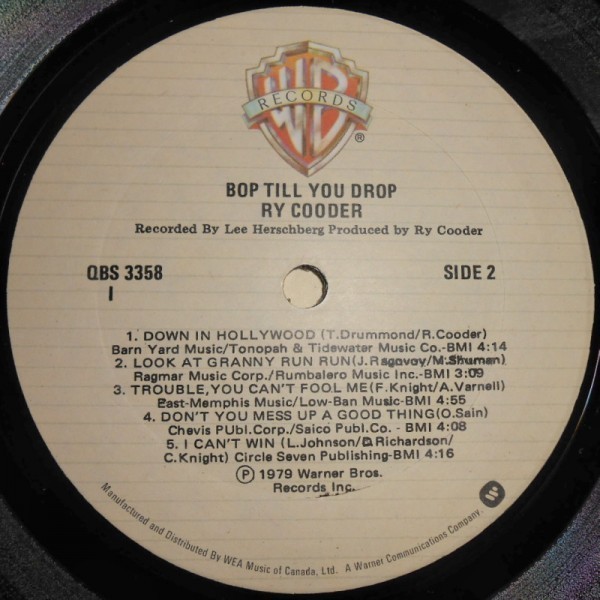 WB
RECORDS
®
BOP TILL YOU DROP
RY COODER
Recorded By Lee Herschberg Produced by Ry Cooder
QBS 3358
SIDE 2
1
1. DOWN IN HOLLYWOOD (T.Drummond/R.Cooder)
Barn Yard Music/Tonopah & Tidewater Music Co.-BMI 4:14
2. LOOK AT GRANNY RUN RUN(J.Ragovoy/M.Shuman)
Ragmar Music Corp./Rumbalero Music Inc.-BMI 3:09
3. TROUBLE,YOU CAN'T FOOL ME(F.Knight/A.Varnell)
East-Memphis Music/Low-Ban Music-BMI 4:55
4. DON'T YOU MESS UP A GOOD THING(O.Sain)
Chevis PUbl.Corp./Saico Publ.Co. - BMI 4:08
5. I CAN'T WIN (L.Johnson/D.Richardson/
C.Knight) Circle Seven Publishing-BMI 4:16
℗ 1979 Warner Bros.
Records Inc.
Manufactured and Distributed By WEA Music of Canada, Ltd. A Warner Communications Company.